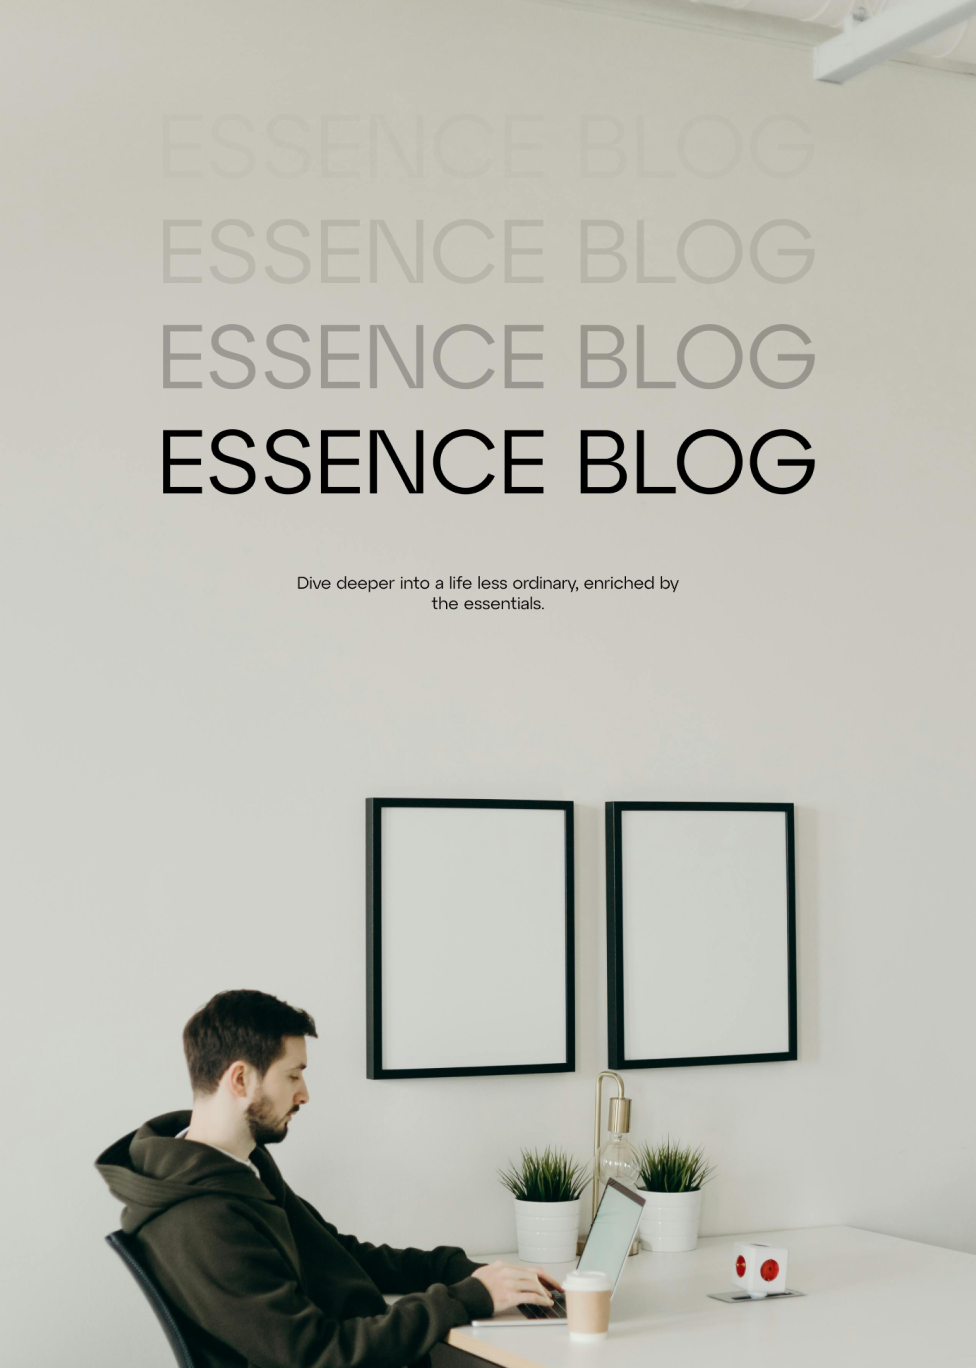 ESSENCE BLOG
ESSENCE BLOG
ESSENCE BLOG
ESSENCE BLOG
Dive deeper into a life less ordinary, enriched by
the essentials.